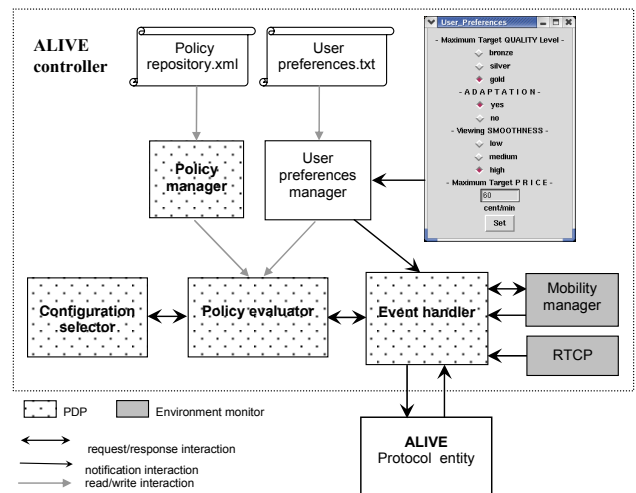 ALIVE
controller
Policy
repository.xml
User
preferences.txt
User_Preferences
- Maximum Target QUALITY Level -
bronze
silver
gold
- A D A P T A T I O N -
yes
no
- Viewing SMOOTHNESS -
low
medium
high
- Maximum Target P R I C E -
60
cent/min
Set
Policy
manager
User
preferences
manager
Configuration
selector
Policy evaluator
Event handler
Mobility
manager
RTCP
PDP
Environment monitor
ALIVE
Protocol entity
request/response interaction
notification interaction
read/write interaction